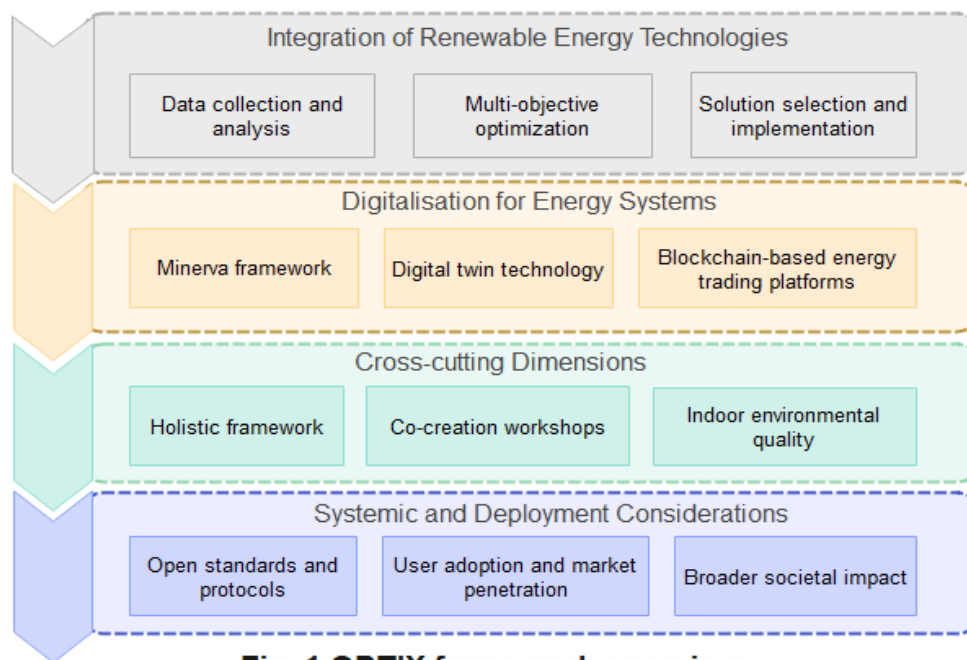 Integration of Renewable Energy Technologies
Data collection and
analysis
Multi-objective
optimization
Solution selection and
implementation
Digitalisation for Energy Systems
Minerva framework
Digital twin technology
Blockchain-based energy
trading platforms
Cross-cutting Dimensions
Holistic framework
Co-creation workshops
Indoor environmental
quality
Systemic and Deployment Considerations
Open standards and
protocols
User adoption and market
penetration
Broader societal impact